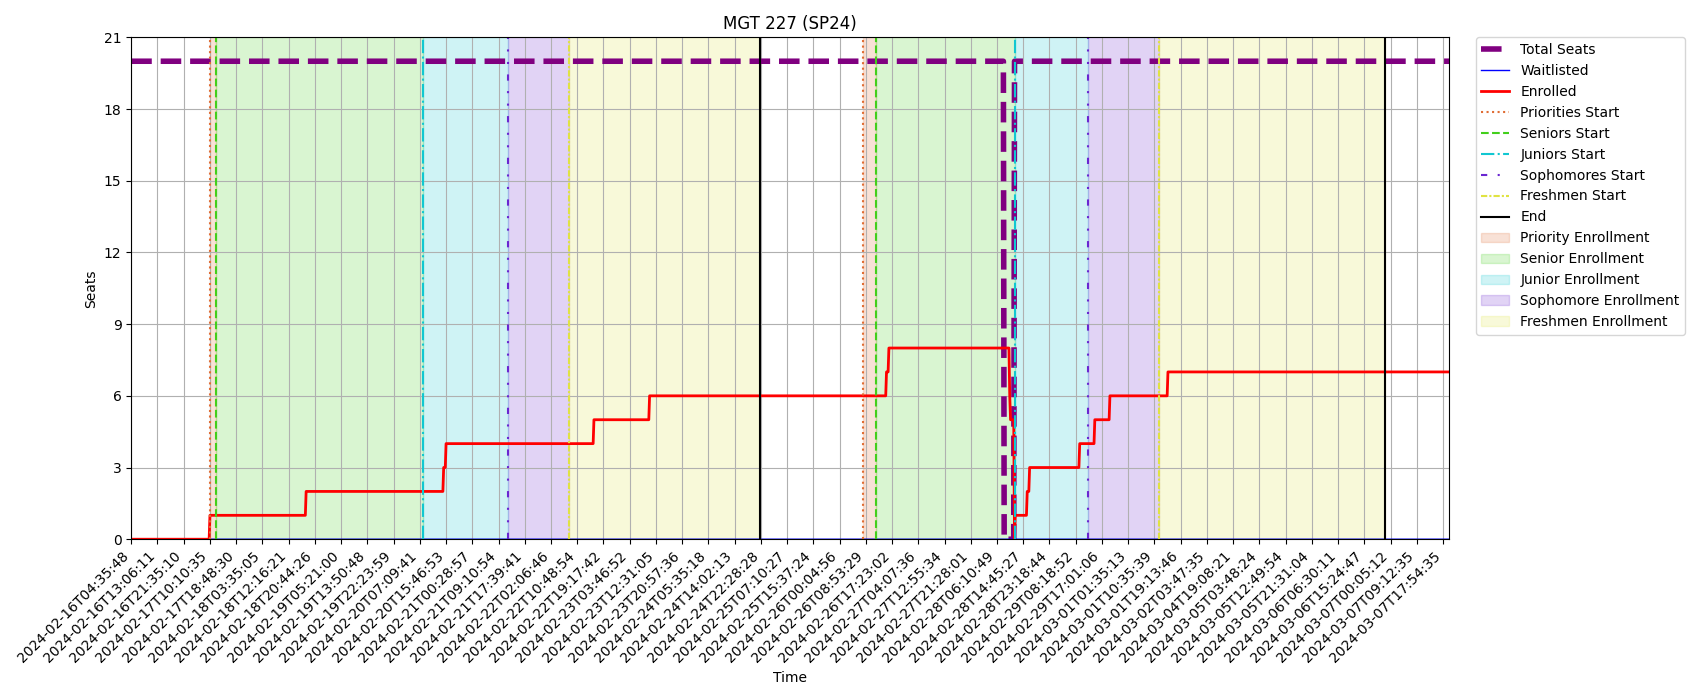 MGT 227 (SP24)
21
18
15
12
9
6
3
0
Seats
2024-02-16T04:35:48
2024-02-16T13:06:11
2024-02-16T21:35:10
2024-02-17T10:10:35
2024-02-17T18:48:30
2024-02-18T03:35:05
2024-02-18T12:16:21
2024-02-18T20:44:26
2024-02-19T05:21:00
2024-02-19T13:50:48
2024-02-19T22:23:59
2024-02-20T07:09:41
2024-02-20T15:46:53
2024-02-21T00:28:57
2024-02-21T09:10:54
2024-02-21T17:39:41
2024-02-22T02:06:46
2024-02-22T10:48:54
2024-02-22T19:17:42
2024-02-23T03:46:52
2024-02-23T12:31:05
2024-02-23T20:57:36
2024-02-24T05:35:18
2024-02-24T14:02:13
2024-02-24T22:28:28
2024-02-25T07:10:27
2024-02-25T15:37:24
2024-02-26T00:04:56
2024-02-26T08:53:29
2024-02-26T17:23:02
2024-02-27T04:07:36
2024-02-27T12:55:34
2024-02-27T21:28:01
2024-02-28T06:10:49
2024-02-28T14:45:27
2024-02-28T23:18:44
2024-02-29T08:18:52
2024-02-29T17:01:06
2024-03-01T01:35:13
2024-03-01T10:35:39
2024-03-01T19:13:46
2024-03-02T03:47:35
2024-03-04T19:08:21
2024-03-05T03:48:24
2024-03-05T12:49:54
2024-03-05T21:31:04
2024-03-06T06:30:11
2024-03-06T15:24:47
2024-03-07T00:05:12
2024-03-07T09:12:35
2024-03-07T17:54:35
Time
Total Seats
Waitlisted
Enrolled
Priorities Start
Seniors Start
Juniors Start
Sophomores Start
Freshmen Start
End
Priority Enrollment
Senior Enrollment
Junior Enrollment
Sophomore Enrollment
Freshmen Enrollment